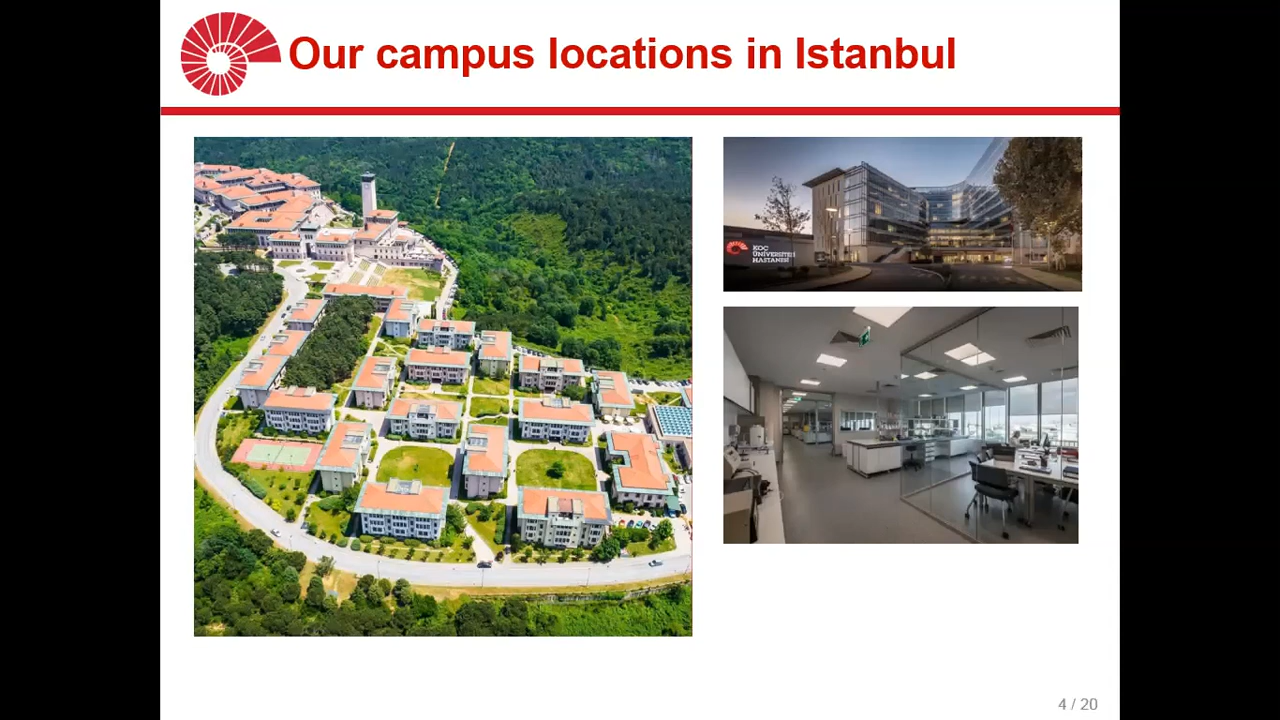 Our campus locations in Istanbul
KOÇ
ÜNİVERSİTESİ
HASTANESİ
4 / 20